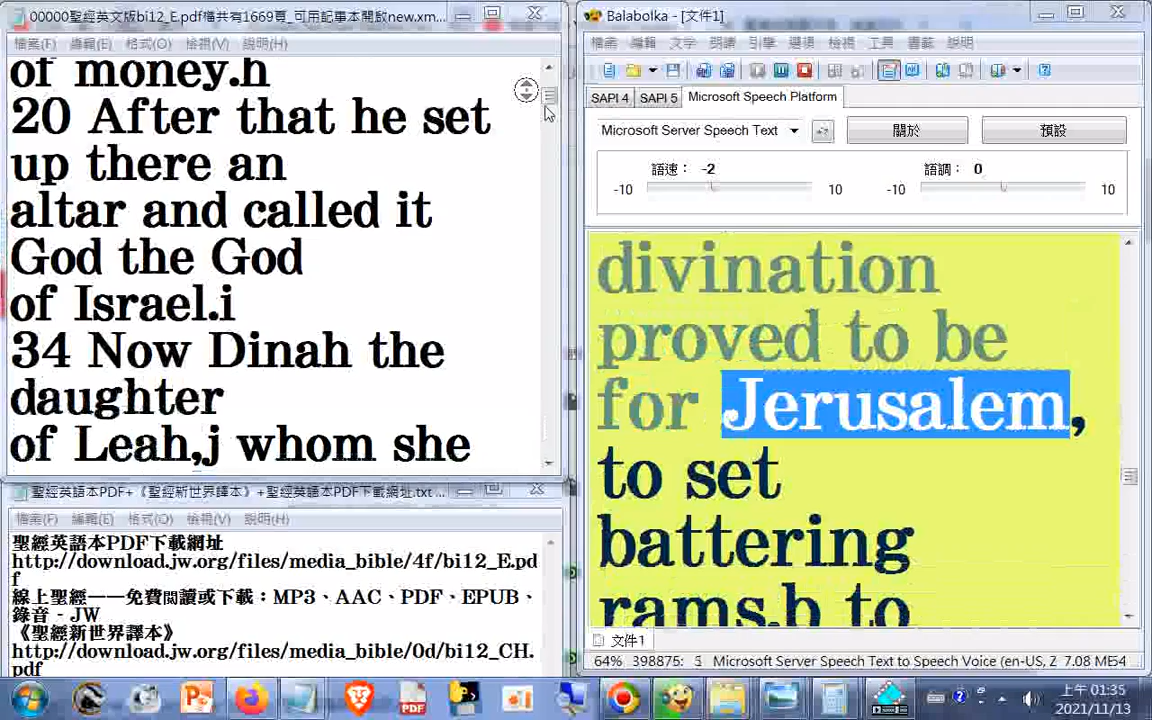 00000聖經英文版bi12_E.pdf檔共有1669頁_可用記事本開啟new.xm...
檔案(F) 編輯(E) 格式(O) 檢視(V) 說明(H)
of money.h
20 After that he set
up there an
altar and called it
God the God
of Israel.i
34 Now Dinah the
daughter
of Leah,j whom she
聖經英語本PDF+《聖經新世界譯本》+聖經英語本PDF下載網址.txt ...
檔案(F) 編輯(E) 格式(O) 檢視(V) 說明(H)
聖經英語本PDF下載網址
http://download.jw.org/files/media_bible/4f/bi12_E.pd
f
線上聖經——免費閱讀或下載：MP3、AAC、PDF、EPUB、
錄音 - JW
《聖經新世界譯本》
http://download.jw.org/files/media_bible/0d/bi12_CH.
pdf
Balabolka - [文件1]
檔案 編輯 文字 朗讀 引擎 選項 檢視 工具 書籤 說明
SAPI 4 SAPI 5 Microsoft Speech Platform
Microsoft Server Speech Text
關於
預設
語速： -2
語調： 0
-10 10 -10 10
divination
proved to be
for Jerusalem,
to set
battering
rams,b to
文件1
64% 398875: Microsoft Server Speech Text to Speech Voice (en-US, Z 7.08 ME54
上午 01:35
2021/11/13